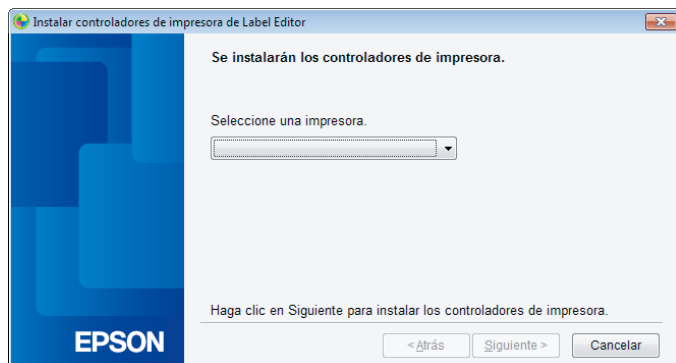 Instalar controladores de impresora de Label Editor
Se instalarán los controladores de impresora.
Seleccione una impresora.
Haga clic en Siguiente para instalar los controladores de impresora.
EPSON
< Atrás
Siguiente >
Cancelar